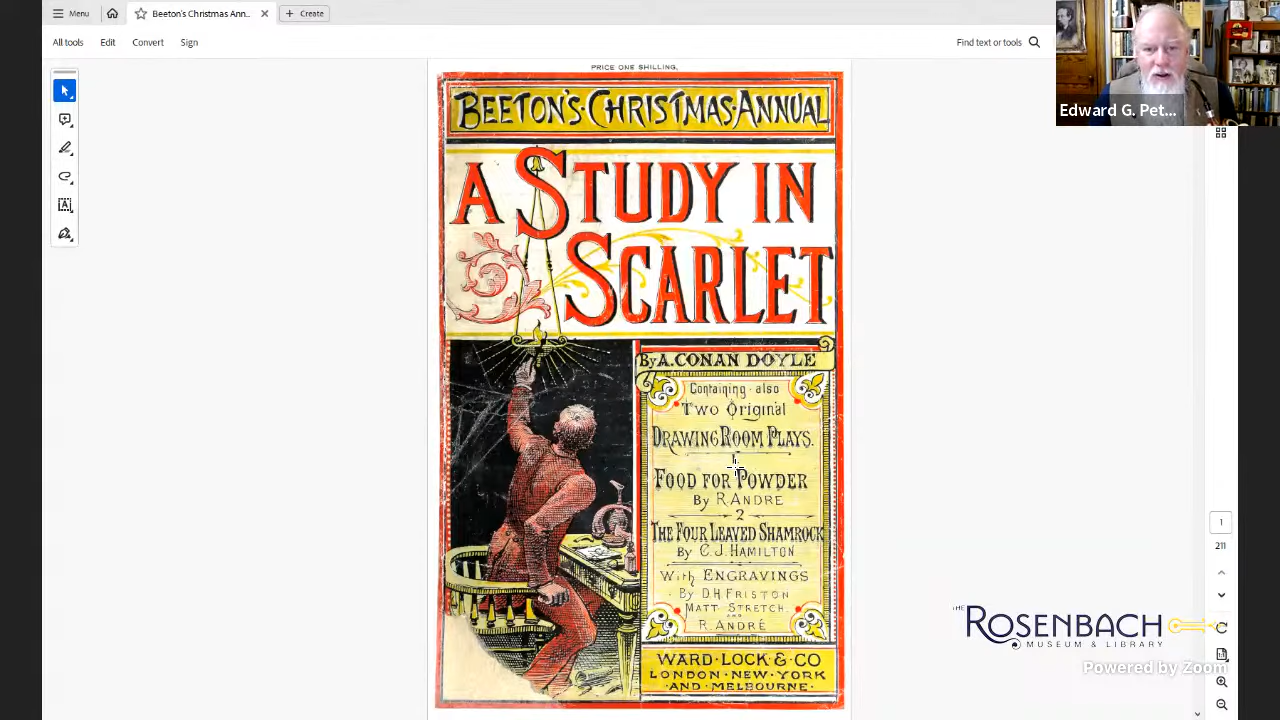 Menu
Beeton's Christmas Ann...
Create
All tools
Edit
Convert
Sign
Find text or tools
Edward G. Pet...
PRICE ONE SHILLING.
BEETON'S·CHRISTMAS·ANNUAL
A STUDY IN
SCARLET
By A. CONAN DOYLE
Containing also
Two Original
DRAWING ROOM PLAYS.
1
FOOD FOR POWDER
By R. ANDRE
2
THE FOUR LEAVED SHAMROCK
By C.J. HAMILTON
With ENGRAVINGS
By D.H FRISTON
MATT STRETCH.
AND
R. ANDRÉ
WARD·LOCK·&·CO
LONDON·NEW·YORK
·AND·MELBOURNE·
1
211
THE ROSENBACH
MUSEUM & LIBRARY
Powered by Zoom